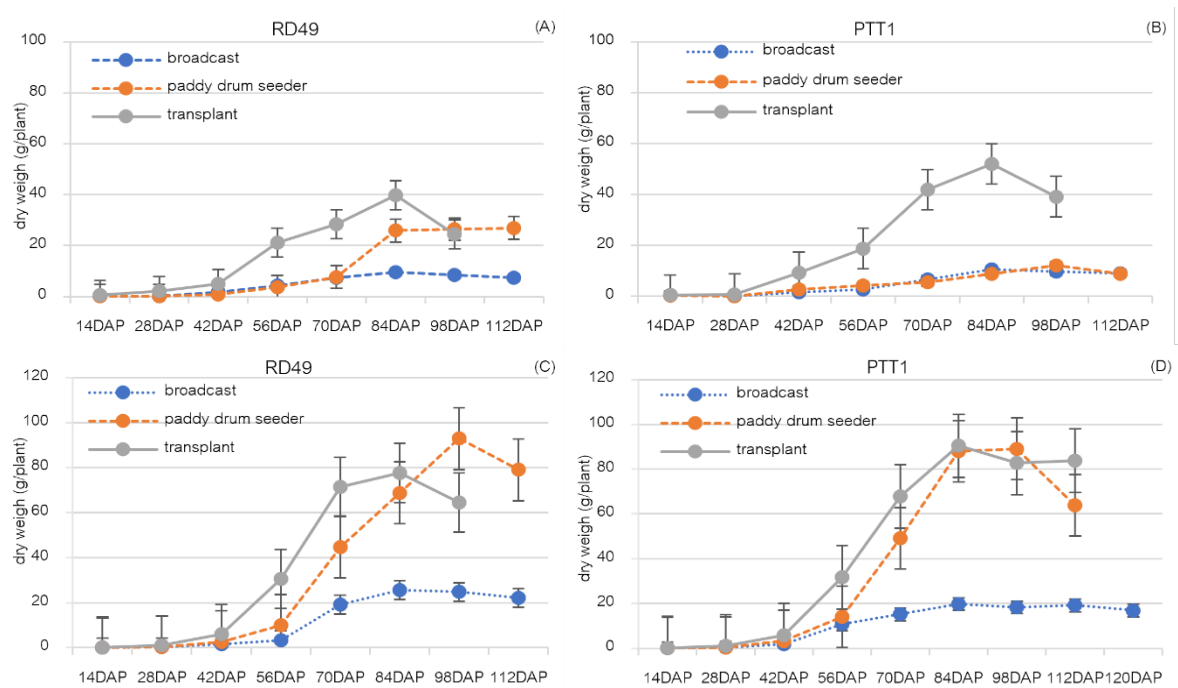 RD49
(A)
100
80
60
40
20
0
dry weigh (g/plant)
broadcast
paddy drum seeder
transplant
14DAP 28DAP 42DAP 56DAP 70DAP 84DAP 98DAP 112DAP
PTT1
(B)
100
80
60
40
20
0
dry weigh (g/plant)
broadcast
paddy drum seeder
transplant
14DAP 28DAP 42DAP 56DAP 70DAP 84DAP 98DAP 112DAP
RD49
(C)
120
100
80
60
40
20
0
dry weigh (g/plant)
broadcast
paddy drum seeder
transplant
14DAP 28DAP 42DAP 56DAP 70DAP 84DAP 98DAP 112DAP
PTT1
(D)
120
100
80
60
40
20
0
dry weigh (g/plant)
broadcast
paddy drum seeder
transplant
14DAP 28DAP 42DAP 56DAP 70DAP 84DAP 98DAP 112DAP 120DAP